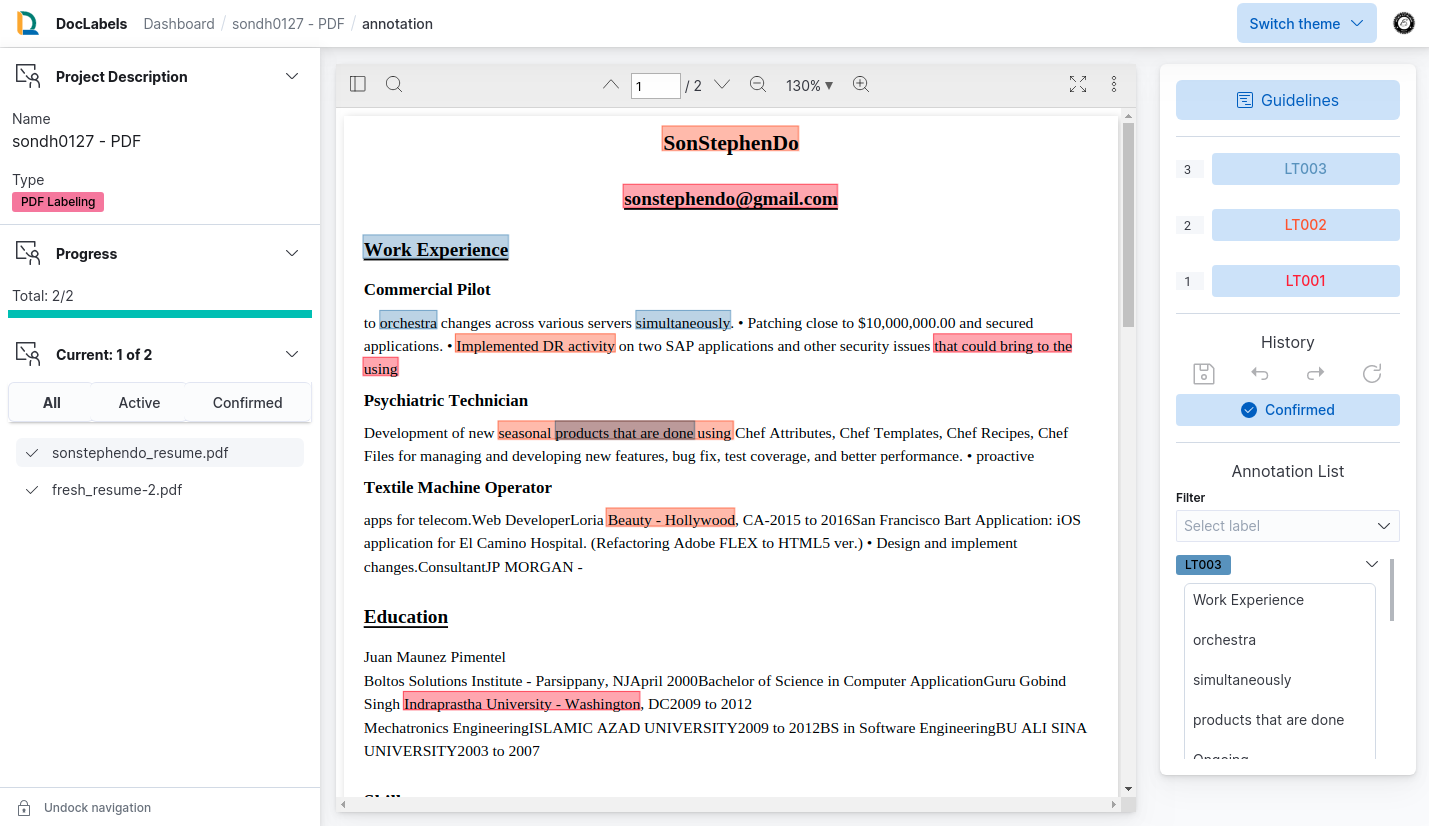 DocLabels Dashboard / sondh0127 - PDF / annotation
Switch theme
Project Description
Name
sondh0127 - PDF
Type
PDF Labeling
Progress
Total: 2/2
Current: 1 of 2
All Active Confirmed
sonstephendo_resume.pdf
fresh_resume-2.pdf
Undock navigation
1 / 2 130%
SonStephenDo
sonstephendo@gmail.com
Work Experience
Commercial Pilot
to orchestra changes across various servers simultaneously. • Patching close to $10,000,000.00 and secured
applications. • Implemented DR activity on two SAP applications and other security issues that could bring to the
using
Psychiatric Technician
Development of new seasonal products that are done using Chef Attributes, Chef Templates, Chef Recipes, Chef
Files for managing and developing new features, bug fix, test coverage, and better performance. • proactive
Textile Machine Operator
apps for telecom.Web DeveloperLoria Beauty - Hollywood, CA-2015 to 2016San Francisco Bart Application: iOS
application for El Camino Hospital. (Refactoring Adobe FLEX to HTML5 ver.) • Design and implement
changes.ConsultantJP MORGAN -
Education
Juan Maunez Pimentel
Boltos Solutions Institute - Parsippany, NJApril 2000Bachelor of Science in Computer ApplicationGuru Gobind
Singh Indraprastha University - Washington, DC2009 to 2012
Mechatronics EngineeringISLAMIC AZAD UNIVERSITY2009 to 2012BS in Software EngineeringBU ALI SINA
UNIVERSITY2003 to 2007
Guidelines
3 LT003
2 LT002
1 LT001
History
Confirmed
Annotation List
Filter
Select label
LT003
Work Experience
orchestra
simultaneously
products that are done
Ongoing